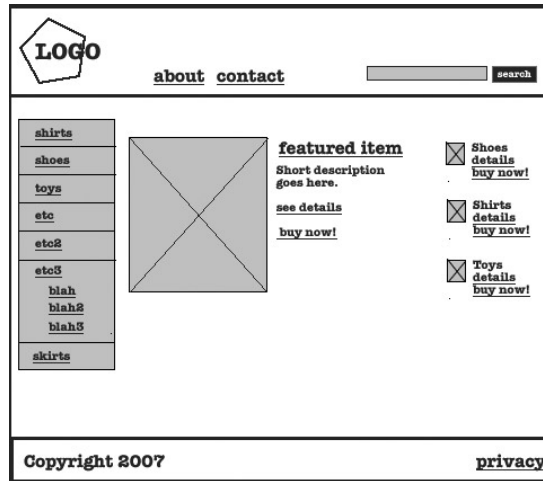 LOGO
about contact
search
shirts
shoes
toys
etc
etc2
etc3
blah
blah2
blah3
skirts
featured item
Short description
goes here.
see details
buy now!
Shoes
details
buy now!
Shirts
details
buy now!
Toys
details
buy now!
Copyright 2007
privacy